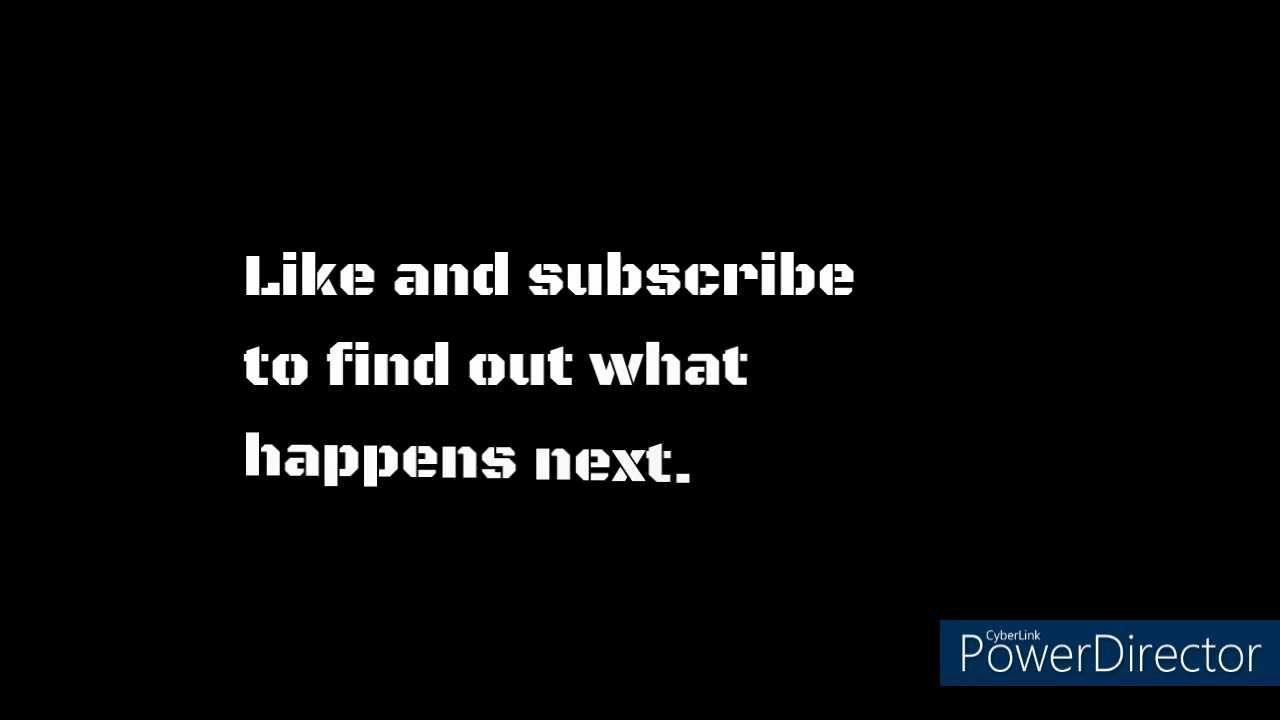 Like and subscribe
to find out what
happens next.
CyberLink
PowerDirector